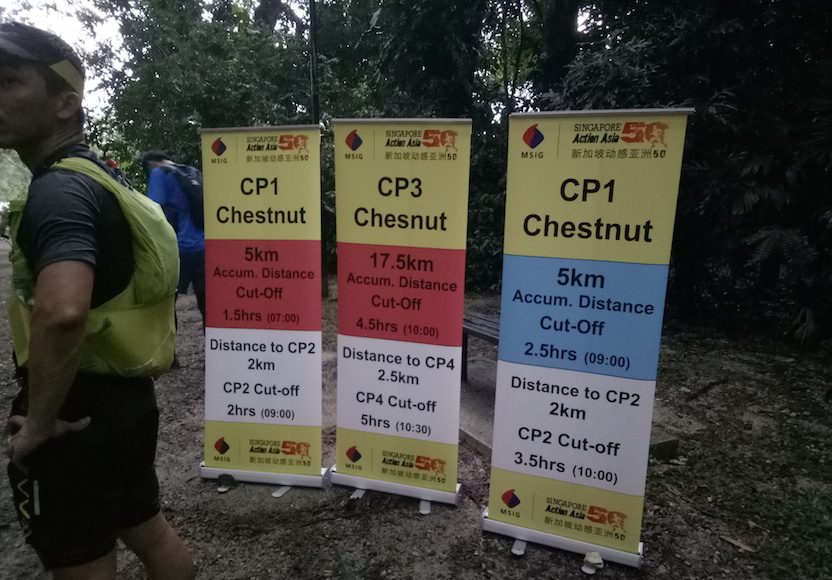 MSIG
SINGAPORE
Action Asia 50
新加坡动感亚洲50
CP1
Chestnut
5km
Accum. Distance
Cut-Off
1.5hrs (07:00)
Distance to CP2
2km
CP2 Cut-off
2hrs (09:00)
MSIG
SINGAPORE
Action Asia 50
新加坡动感亚洲50
MSIG
SINGAPORE
Action Asia 50
新加坡动感亚洲50
CP3
Chesnut
17.5km
Accum. Distance
Cut-Off
4.5hrs (10:00)
Distance to CP4
2.5km
CP4 Cut-off
5hrs (10:30)
MSIG
SINGAPORE
Action Asia 50
新加坡动感亚洲50
MSIG
SINGAPORE
Action Asia 50
新加坡动感亚洲50
CP1
Chestnut
5km
Accum. Distance
Cut-Off
2.5hrs (09:00)
Distance to CP2
2km
CP2 Cut-off
3.5hrs (10:00)
MSIG
SINGAPORE
Action Asia 50
新加坡动感亚洲50